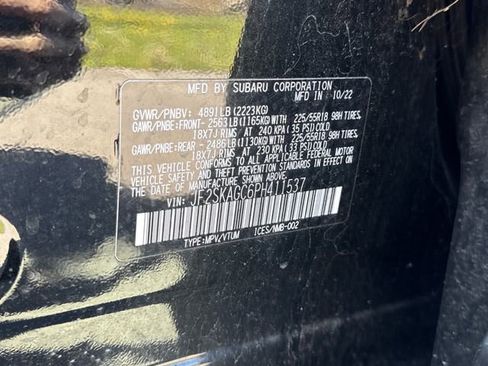 MFD BY SUBARU CORPORATION
MFD IN 10/22
GVWR/PNBV: 4891LB(2223KG)
GAWR/PNBE:FRONT- 2563LB(1165KG) WITH 225/55R18 98H TIRES,
18X7J RIMS AT 240 KPA(35 PSI)COLD
GAWR/PNBE:REAR - 2486LB(1130KG) WITH 225/55R18 98H TIRES,
18X7J RIMS AT 230 KPA(33 PSI)COLD
THIS VEHICLE CONFORMS TO ALL APPLICABLE FEDERAL MOTOR
VEHICLE SAFETY AND THEFT PREVENTION STANDARDS IN EFFECT
ON THE DATE OF MANUFACTURE SHOWN ABOVE.
VIN: JF2SKAGC6PH411537
TYPE:MPV/VTUM ICES/NMB-002